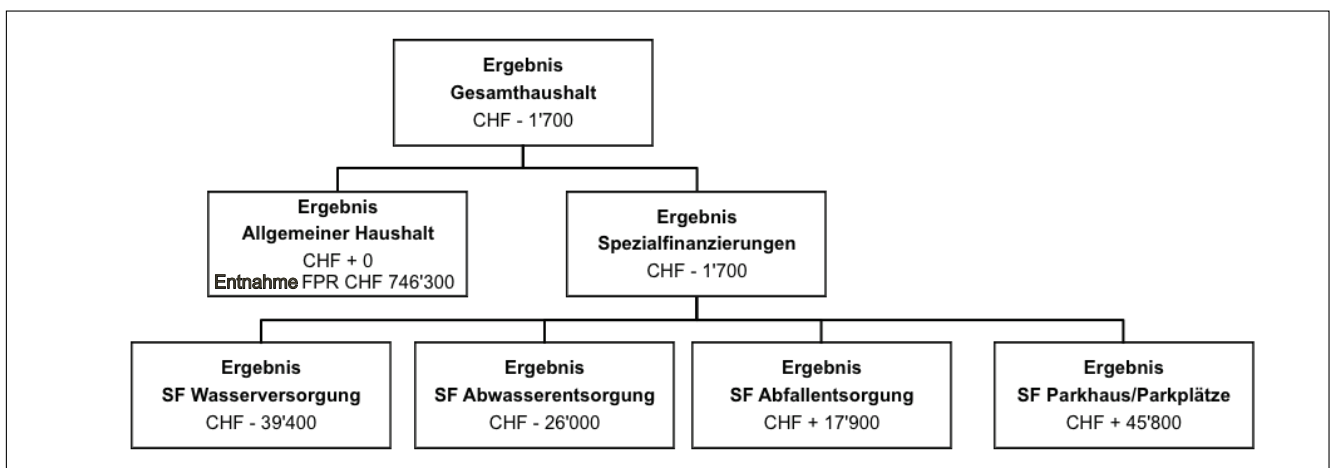 Ergebnis
Gesamthaushalt
CHF - 1'700
Ergebnis
Allgemeiner Haushalt
CHF + 0
Entnahme FPR CHF 746'300
Ergebnis
Spezialfinanzierungen
CHF - 1'700
Ergebnis
SF Wasserversorgung
CHF - 39'400
Ergebnis
SF Abwasserentsorgung
CHF - 26'000
Ergebnis
SF Abfallentsorgung
CHF + 17'900
Ergebnis
SF Parkhaus/Parkplätze
CHF + 45'800